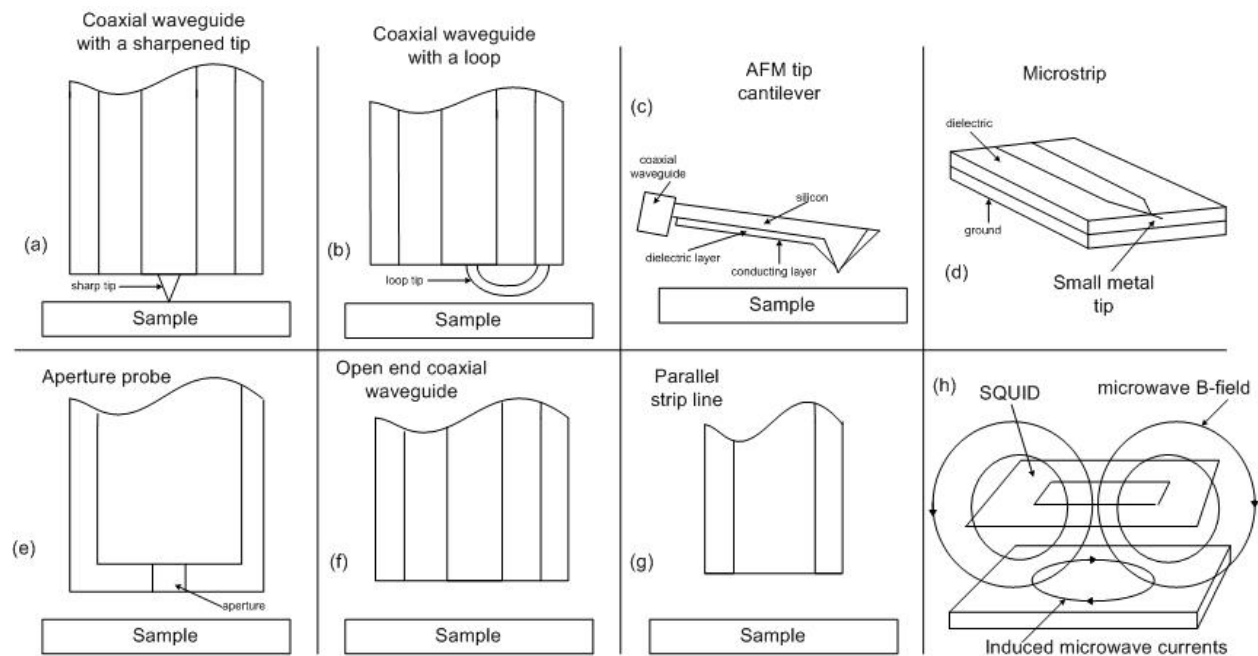 Coaxial waveguide
with a sharpened tip
(a)
sharp tip
Sample
Coaxial waveguide
with a loop
(b)
loop tip
Sample
AFM tip
cantilever
(c)
coaxial
waveguide
silicon
dielectric layer
conducting layer
Sample
Microstrip
dielectric
ground
(d)
Small metal
tip
Aperture probe
(e)
aperture
Sample
Open end coaxial
waveguide
(f)
Sample
Parallel
strip line
(g)
Sample
(h)
SQUID
microwave B-field
Induced microwave currents